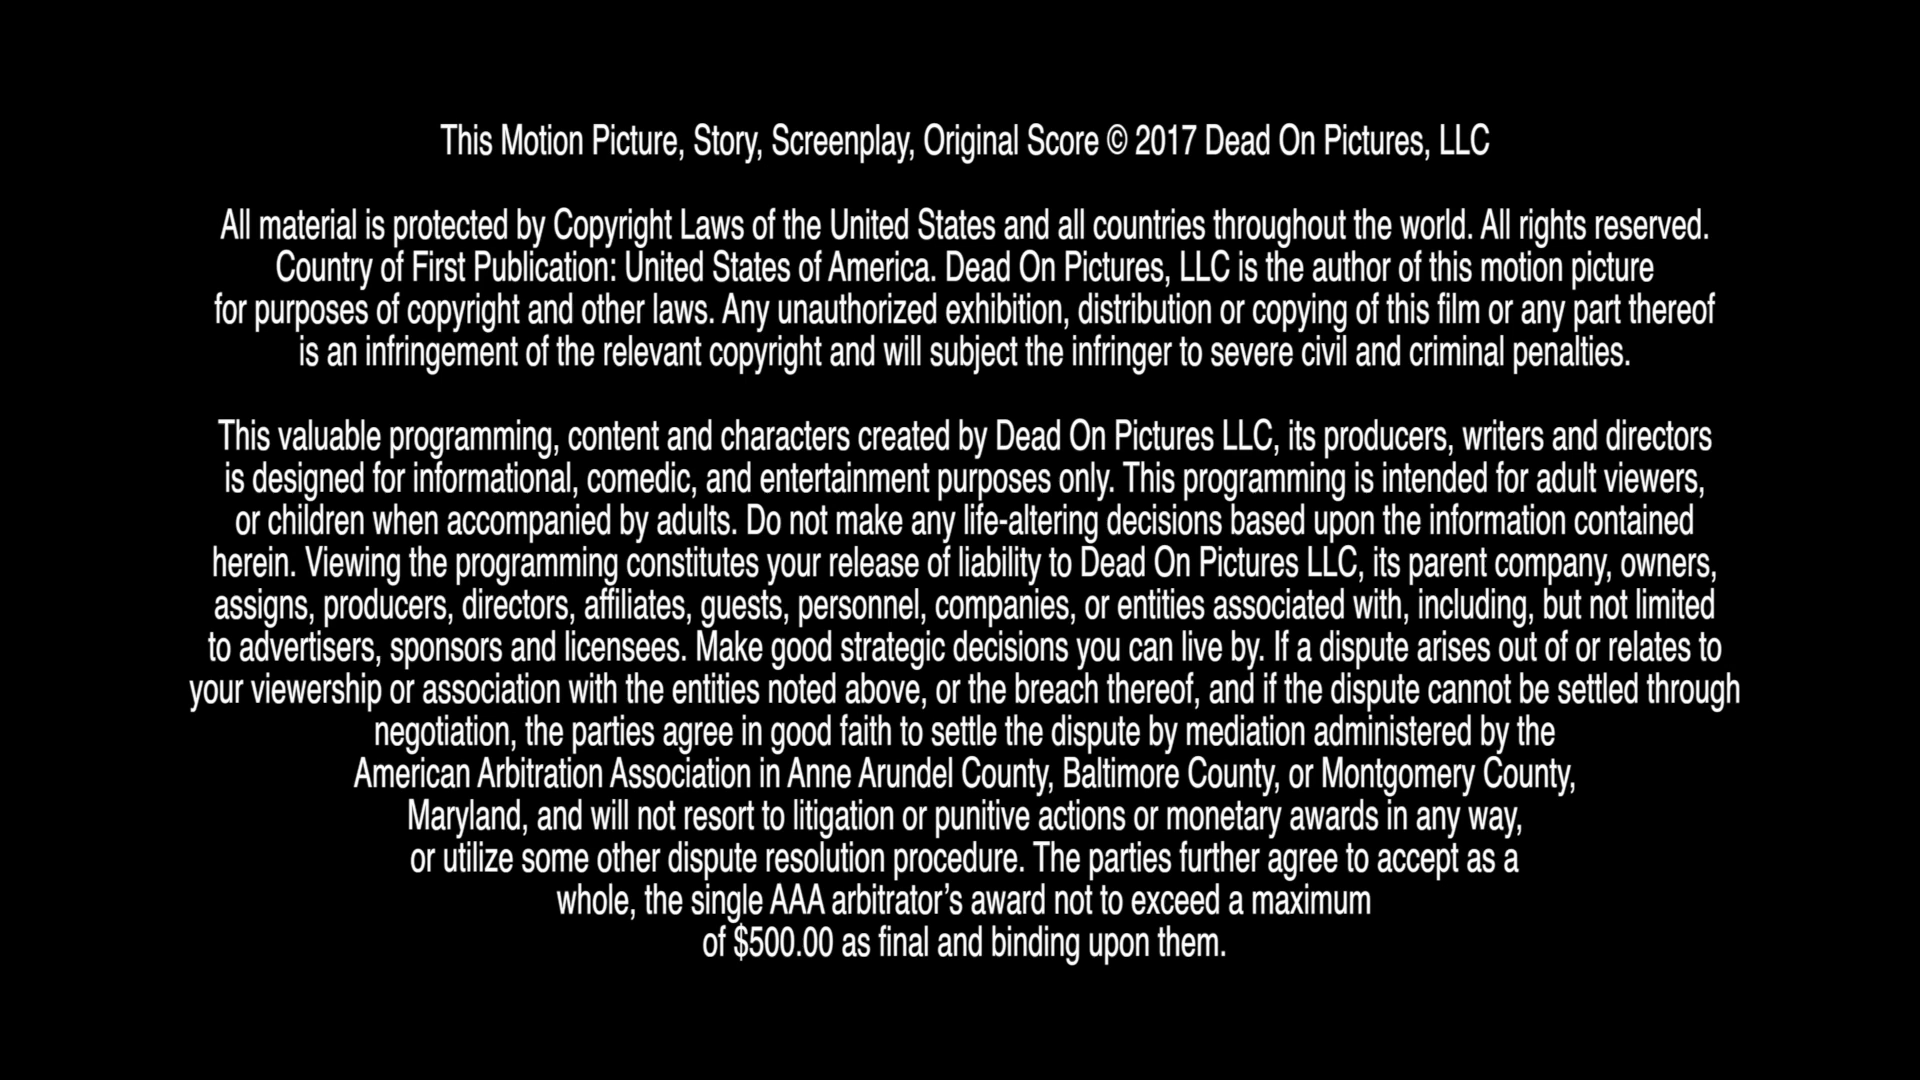 This Motion Picture, Story, Screenplay, Original Score © 2017 Dead On Pictures, LLC
All material is protected by Copyright Laws of the United States and all countries throughout the world. All rights reserved.
Country of First Publication: United States of America. Dead On Pictures, LLC is the author of this motion picture
for purposes of copyright and other laws. Any unauthorized exhibition, distribution or copying of this film or any part thereof
is an infringement of the relevant copyright and will subject the infringer to severe civil and criminal penalties.
This valuable programming, content and characters created by Dead On Pictures LLC, its producers, writers and directors
is designed for informational, comedic, and entertainment purposes only. This programming is intended for adult viewers,
or children when accompanied by adults. Do not make any life-altering decisions based upon the information contained
herein. Viewing the programming constitutes your release of liability to Dead On Pictures LLC, its parent company, owners,
assigns, producers, directors, affiliates, guests, personnel, companies, or entities associated with, including, but not limited
to advertisers, sponsors and licensees. Make good strategic decisions you can live by. If a dispute arises out of or relates to
your viewership or association with the entities noted above, or the breach thereof, and if the dispute cannot be settled through
negotiation, the parties agree in good faith to settle the dispute by mediation administered by the
American Arbitration Association in Anne Arundel County, Baltimore County, or Montgomery County,
Maryland, and will not resort to litigation or punitive actions or monetary awards in any way,
or utilize some other dispute resolution procedure. The parties further agree to accept as a
whole, the single AAA arbitrator’s award not to exceed a maximum
of $500.00 as final and binding upon them.